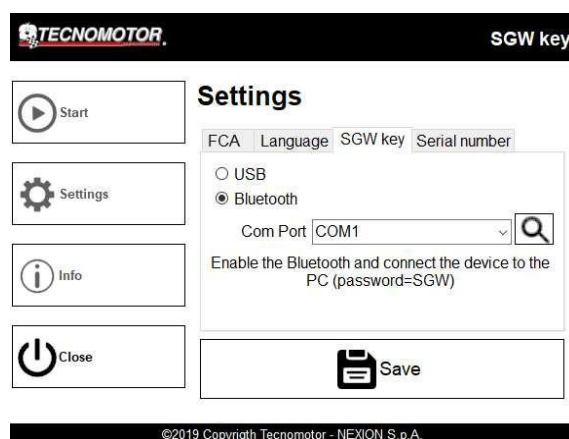 TECNOMOTOR.
SGW key
Start
Settings
Info
Close
Settings
FCA Language SGW key Serial number
USB
Bluetooth
Com Port COM1
Enable the Bluetooth and connect the device to the
PC (password=SGW)
Save
©2019 Copyrigth Tecnomotor - NEXION S.p.A.